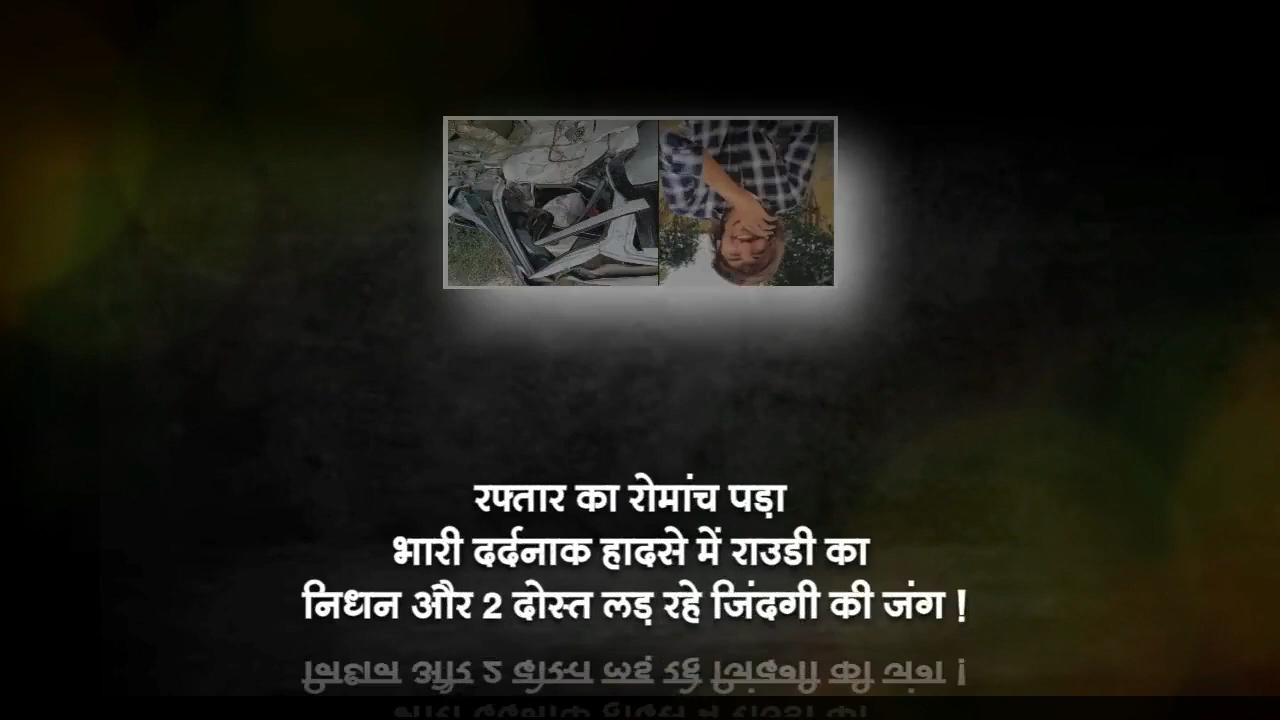 रफ्तार का रोमांच पड़ा
भारी दर्दनाक हादसे में राउडी का
निधन और 2 दोस्त लड़ रहे जिंदगी की जंग !